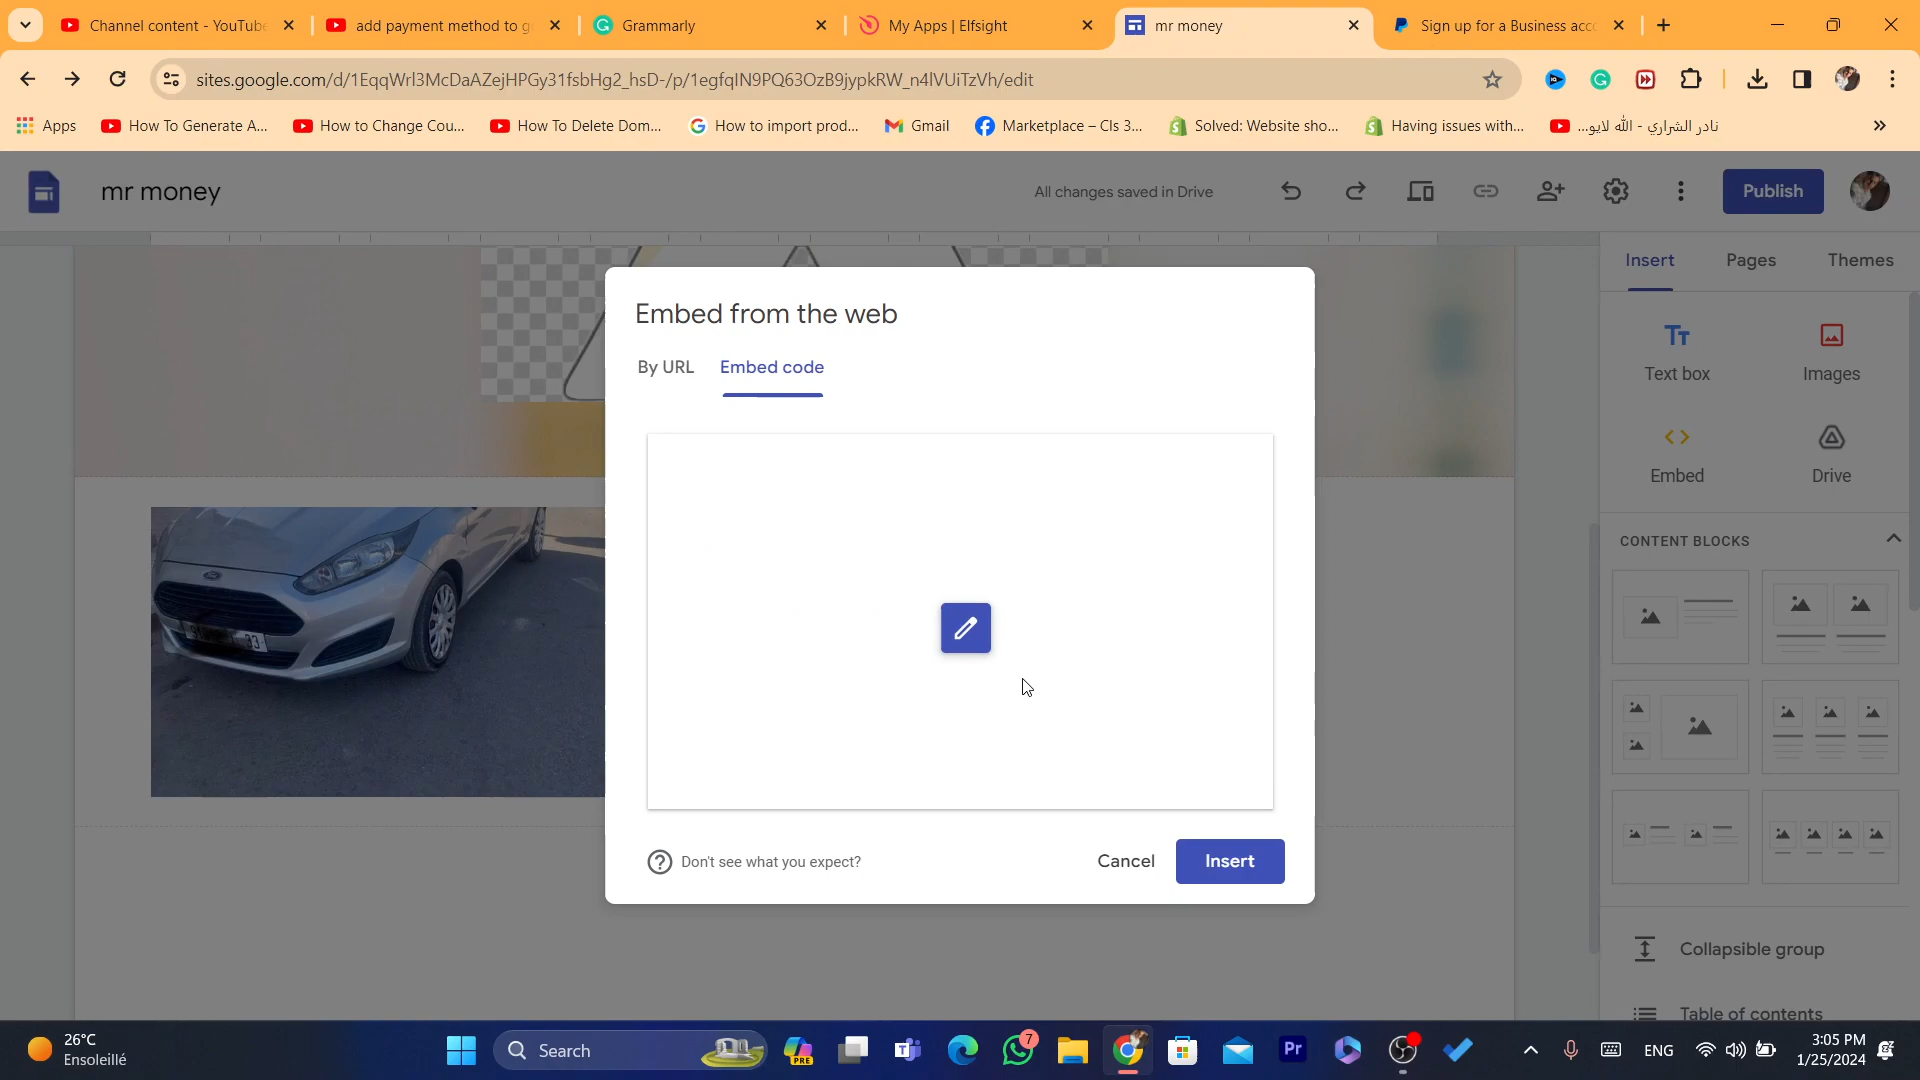 Channel content - YouTube
add payment method to g
Grammarly
My Apps | Elfsight
mr money
Sign up for a Business acc
sites.google.com/d/1EqqWrl3McDaAZejHPGy31fsbHg2_hsD-/p/1egfqIN9PQ63OzB9jypkRW_n4lVUiTzVh/edit
Apps
How To Generate A...
How to Change Cou...
How To Delete Dom...
How to import prod...
Gmail
Marketplace – Cls 3...
Solved: Website sho...
Having issues with...
نادر الشراري - الله لايو...
mr money
All changes saved in Drive
Publish
Insert
Pages
Themes
Embed from the web
By URL
Embed code
Tт
Text box
Images
Embed
Drive
CONTENT BLOCKS
Don't see what you expect?
Cancel
Insert
Collapsible group
Table of contents
26°C
Ensoleillé
Search
PRE
7
Pr
ENG
3:05 PM
1/25/2024